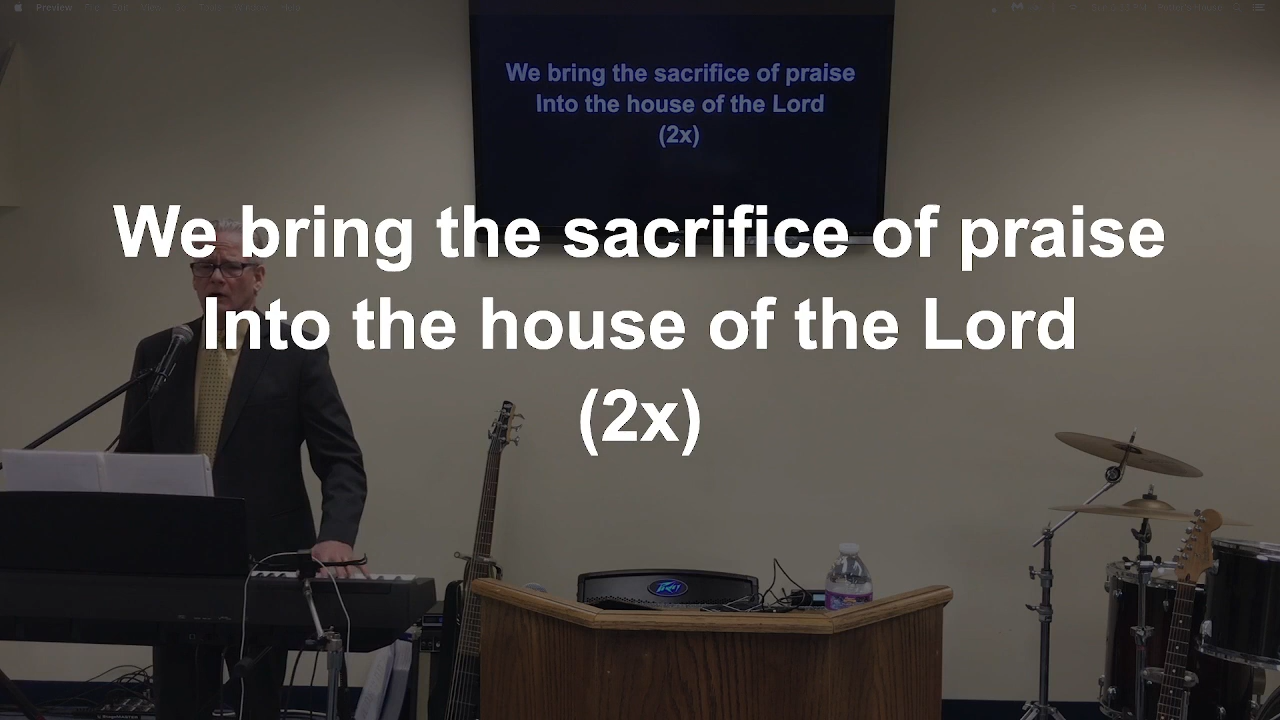 Preview
We bring the sacrifice of praise
Into the house of the Lord
(2x)
We bring the sacrifice of praise
Into the house of the Lord
(2x)